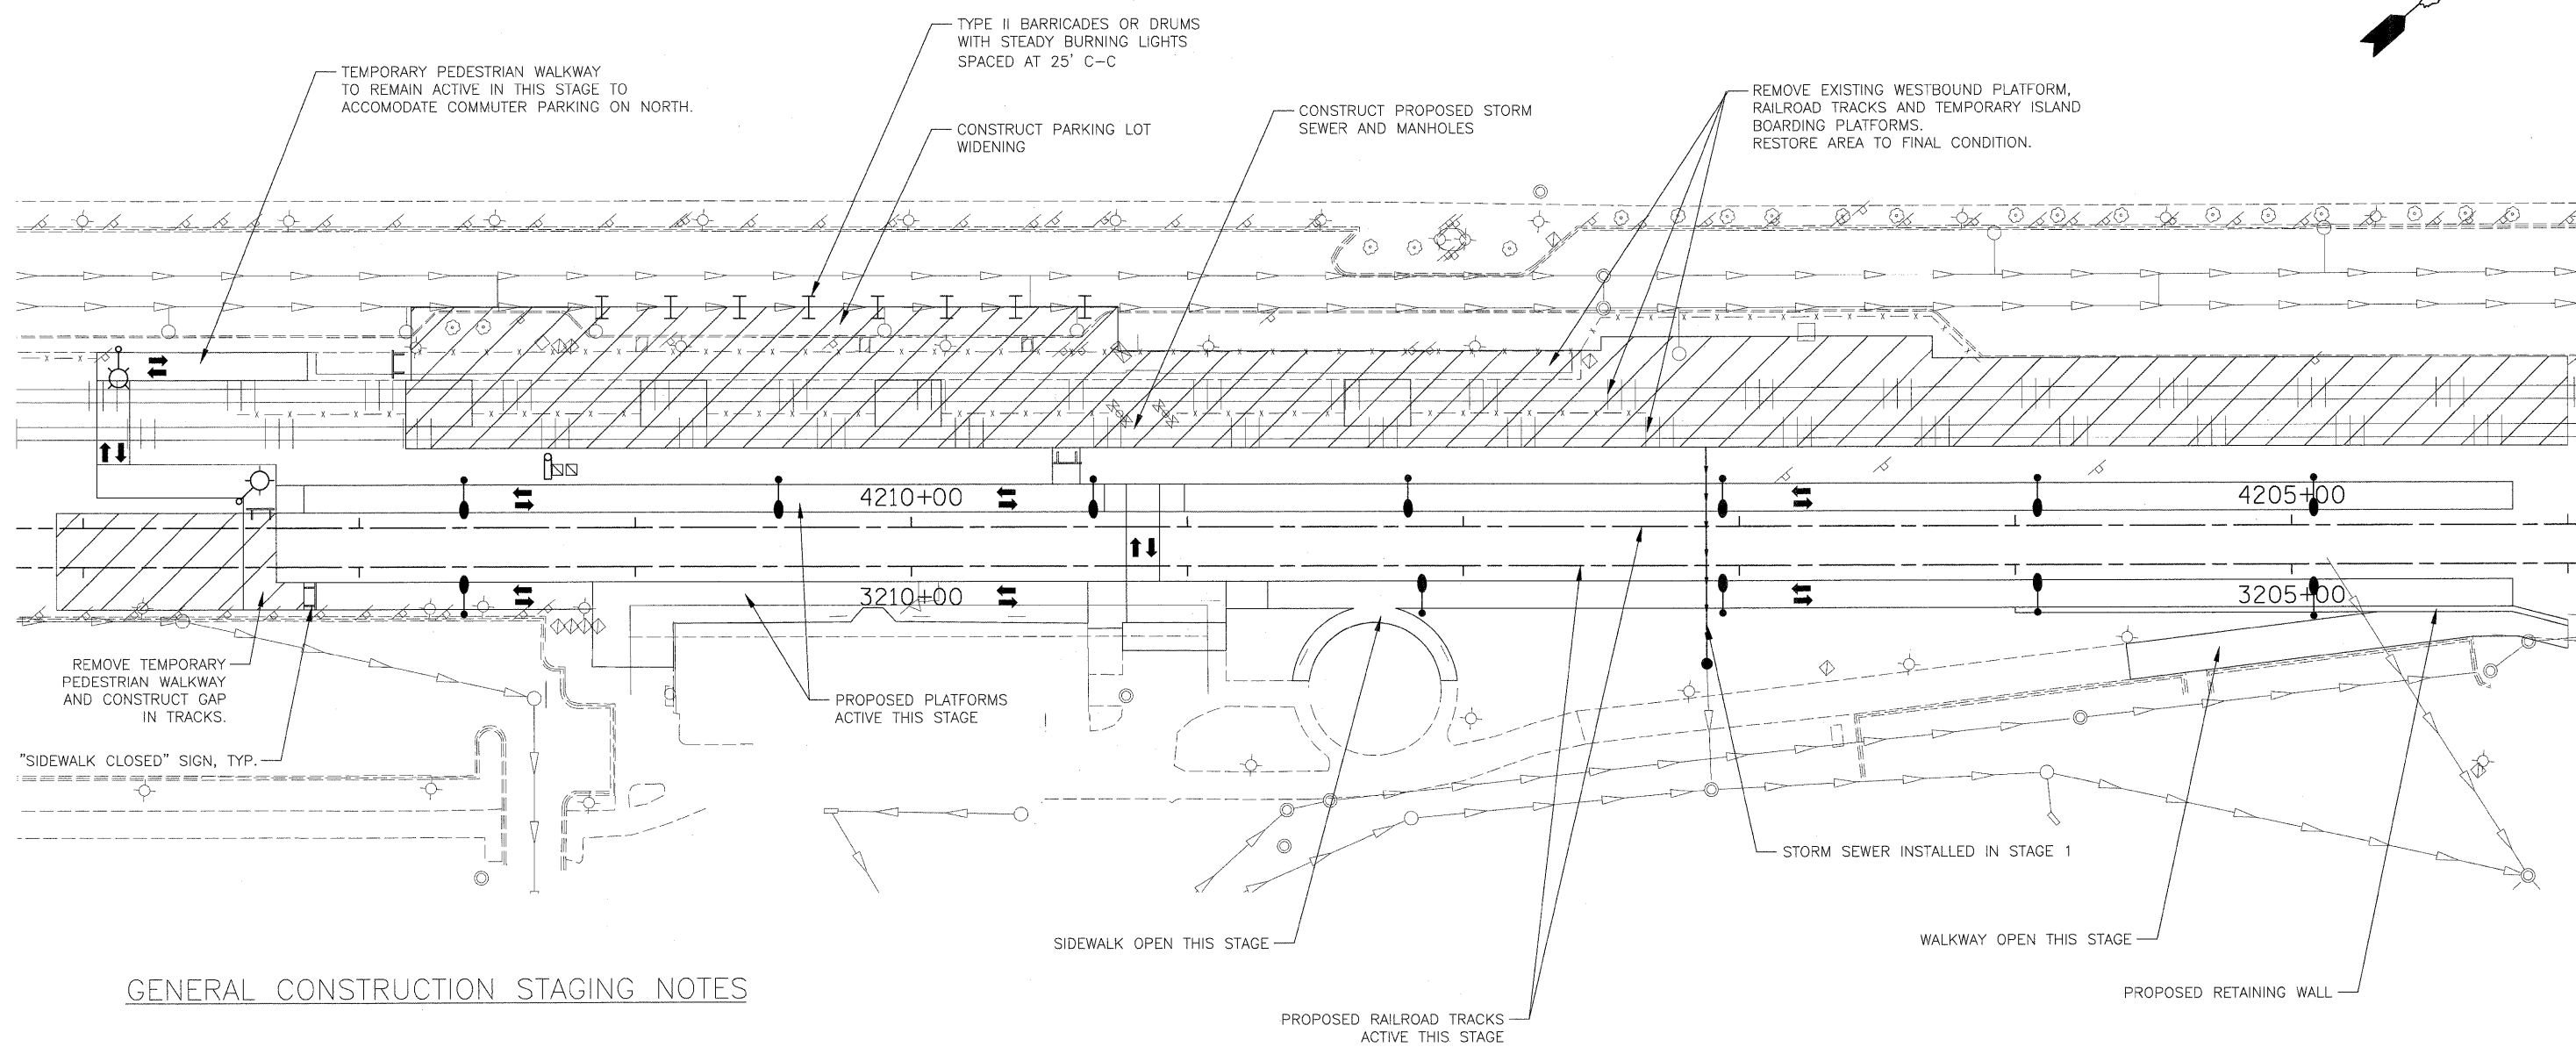 TYPE II BARRICADES OR DRUMS
WITH STEADY BURNING LIGHTS
SPACED AT 25' C-C
TEMPORARY PEDESTRIAN WALKWAY
TO REMAIN ACTIVE IN THIS STAGE TO
ACCOMODATE COMMUTER PARKING ON NORTH.
CONSTRUCT PARKING LOT
WIDENING
CONSTRUCT PROPOSED STORM
SEWER AND MANHOLES
REMOVE EXISTING WESTBOUND PLATFORM,
RAILROAD TRACKS AND TEMPORARY ISLAND
BOARDING PLATFORMS.
RESTORE AREA TO FINAL CONDITION.
4210+00
4205+00
3210+00
3205+00
REMOVE TEMPORARY
PEDESTRIAN WALKWAY
AND CONSTRUCT GAP
IN TRACKS.
"SIDEWALK CLOSED" SIGN, TYP.
PROPOSED PLATFORMS
ACTIVE THIS STAGE
STORM SEWER INSTALLED IN STAGE 1
SIDEWALK OPEN THIS STAGE
WALKWAY OPEN THIS STAGE
PROPOSED RETAINING WALL
PROPOSED RAILROAD TRACKS
ACTIVE THIS STAGE
GENERAL CONSTRUCTION STAGING NOTES